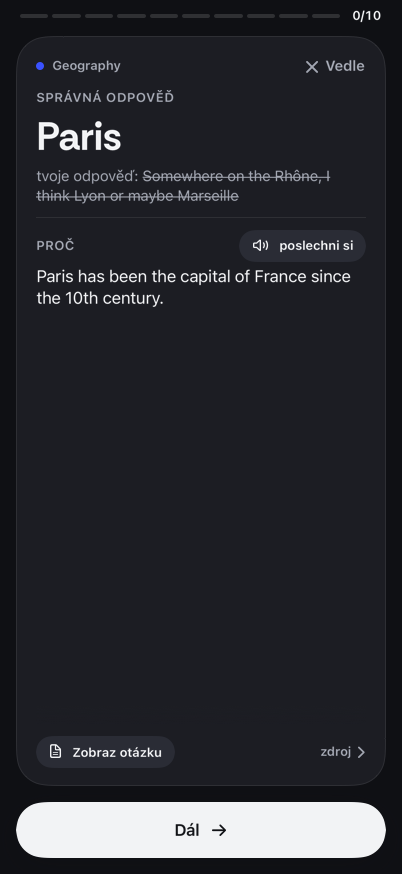 0/10
Geography
Vedle
SPRÁVNÁ ODPOVĚĎ
Paris
tvoje odpověď: Somewhere on the Rhône, I
think Lyon or maybe Marseille
PROČ
poslechni si
Paris has been the capital of France since
the 10th century.
Zobraz otázku
zdroj
Dál